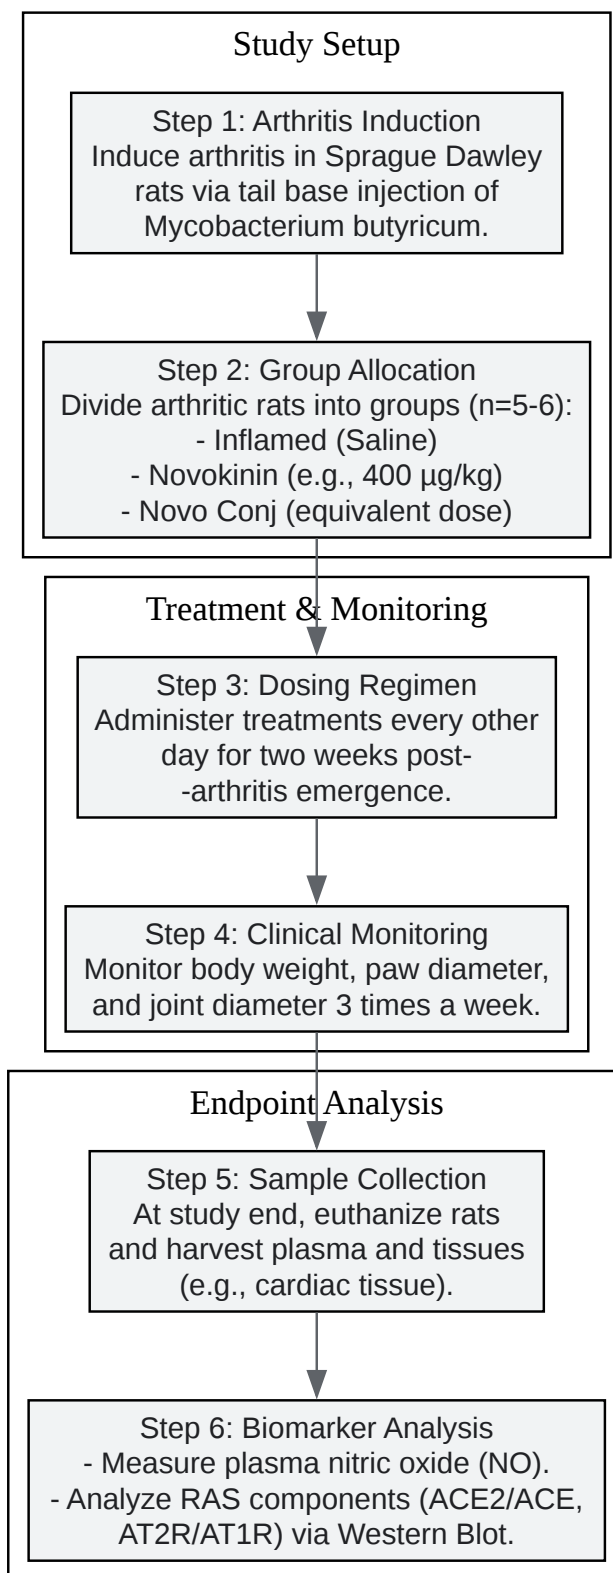 Study Setup
Step 1: Arthritis Induction
Induce arthritis in Sprague Dawley
rats via tail base injection of
Mycobacterium butyricum.
Step 2: Group Allocation
Divide arthritic rats into groups (n=5-6):
- Inflamed (Saline)
- Novokinin (e.g., 400 µg/kg)
- Novo Conj (equivalent dose)
Treatment & Monitoring
Step 3: Dosing Regimen
Administer treatments every other
day for two weeks post-
-arthritis emergence.
Step 4: Clinical Monitoring
Monitor body weight, paw diameter,
and joint diameter 3 times a week.
Endpoint Analysis
Step 5: Sample Collection
At study end, euthanize rats
and harvest plasma and tissues
(e.g., cardiac tissue).
Step 6: Biomarker Analysis
- Measure plasma nitric oxide (NO).
- Analyze RAS components (ACE2/ACE,
AT2R/AT1R) via Western Blot.